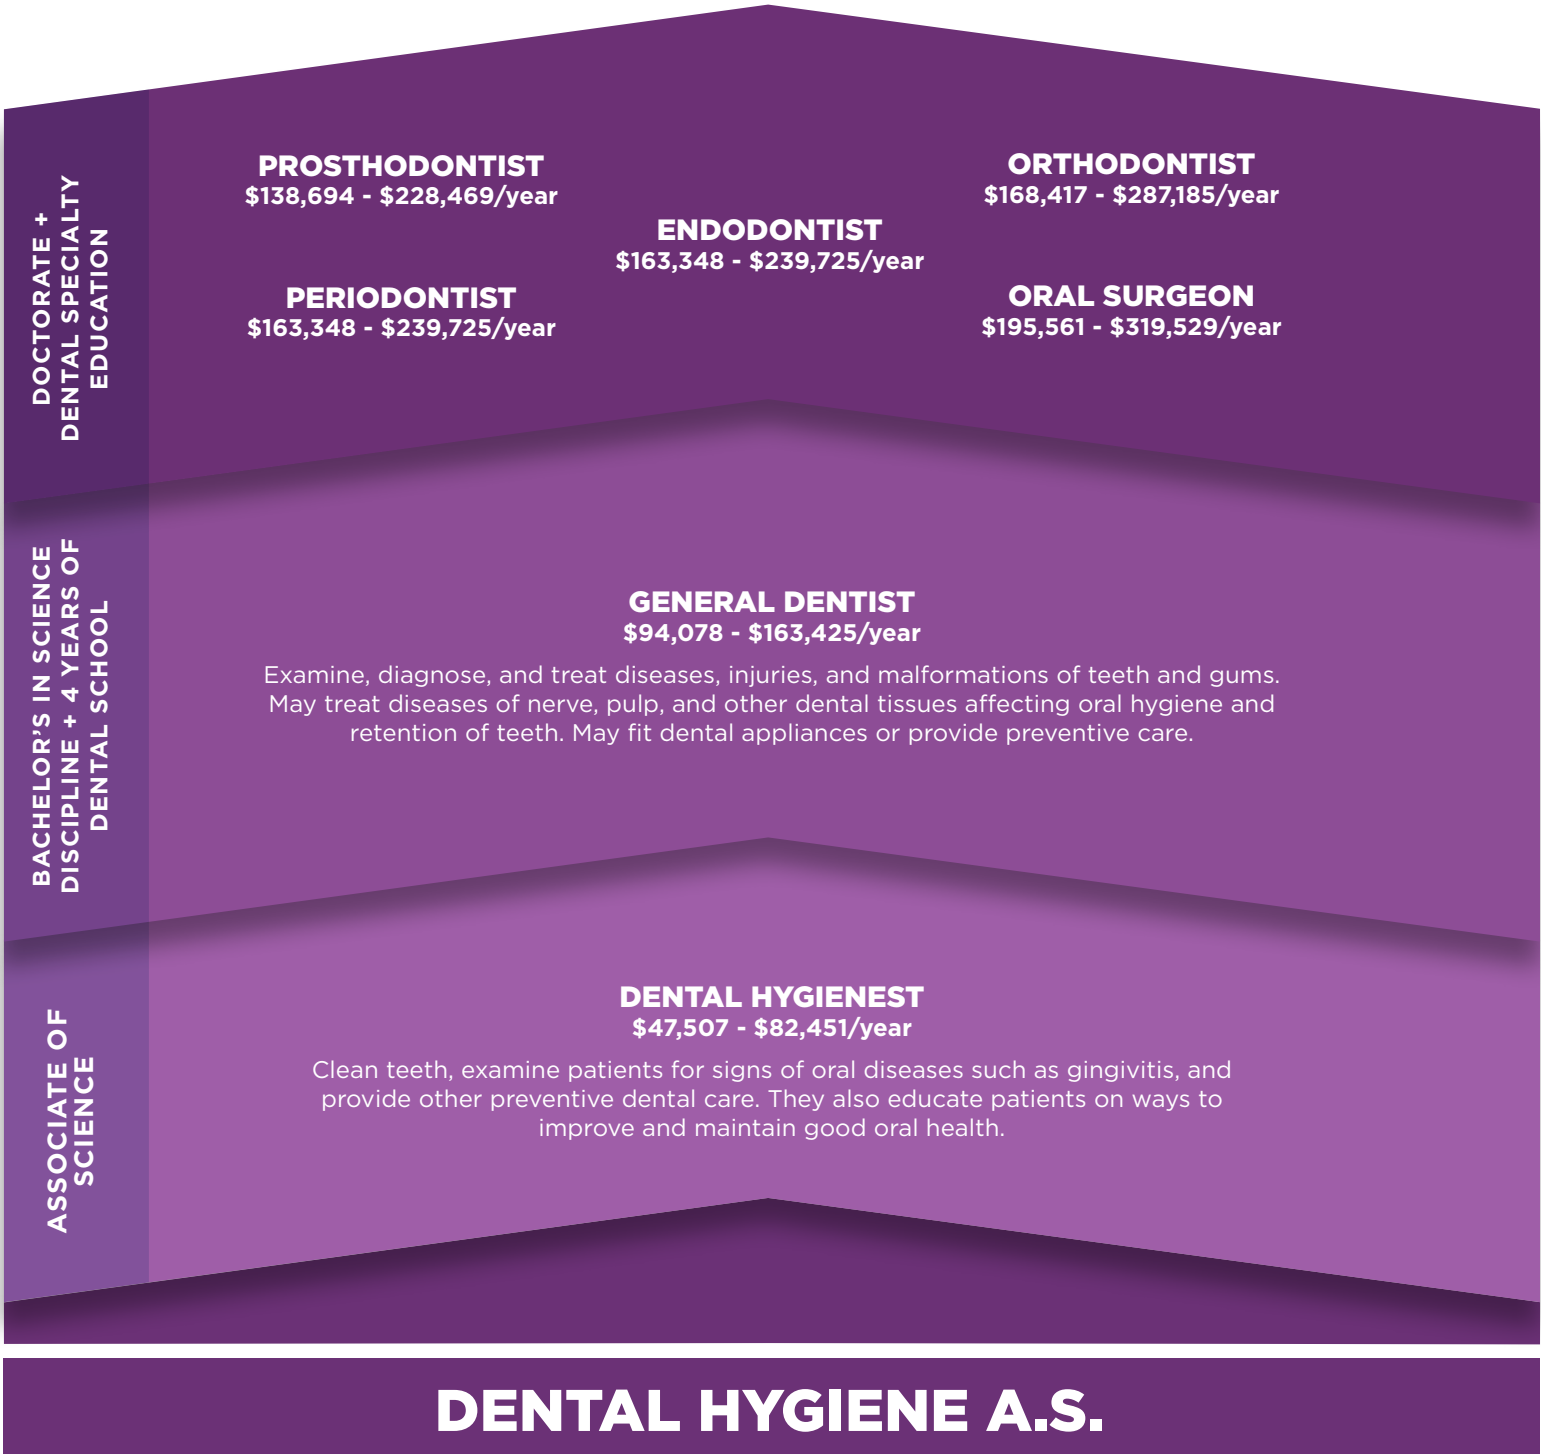 DOCTORATE +
DENTAL SPECIALTY
EDUCATION
PROSTHODONTIST
$138,694 - $228,469/year
ORTHODONTIST
$168,417 - $287,185/year
ENDODONTIST
$163,348 - $239,725/year
PERIODONTIST
$163,348 - $239,725/year
ORAL SURGEON
$195,561 - $319,529/year
BACHELOR'S IN SCIENCE
DISCIPLINE + 4 YEARS OF
DENTAL SCHOOL
GENERAL DENTIST
$94,078 - $163,425/year
Examine, diagnose, and treat diseases, injuries, and malformations of teeth and gums.
May treat diseases of nerve, pulp, and other dental tissues affecting oral hygiene and
retention of teeth. May fit dental appliances or provide preventive care.
ASSOCIATE OF
SCIENCE
DENTAL HYGIENEST
$47,507 - $82,451/year
Clean teeth, examine patients for signs of oral diseases such as gingivitis, and
provide other preventive dental care. They also educate patients on ways to
improve and maintain good oral health.
DENTAL HYGIENE A.S.